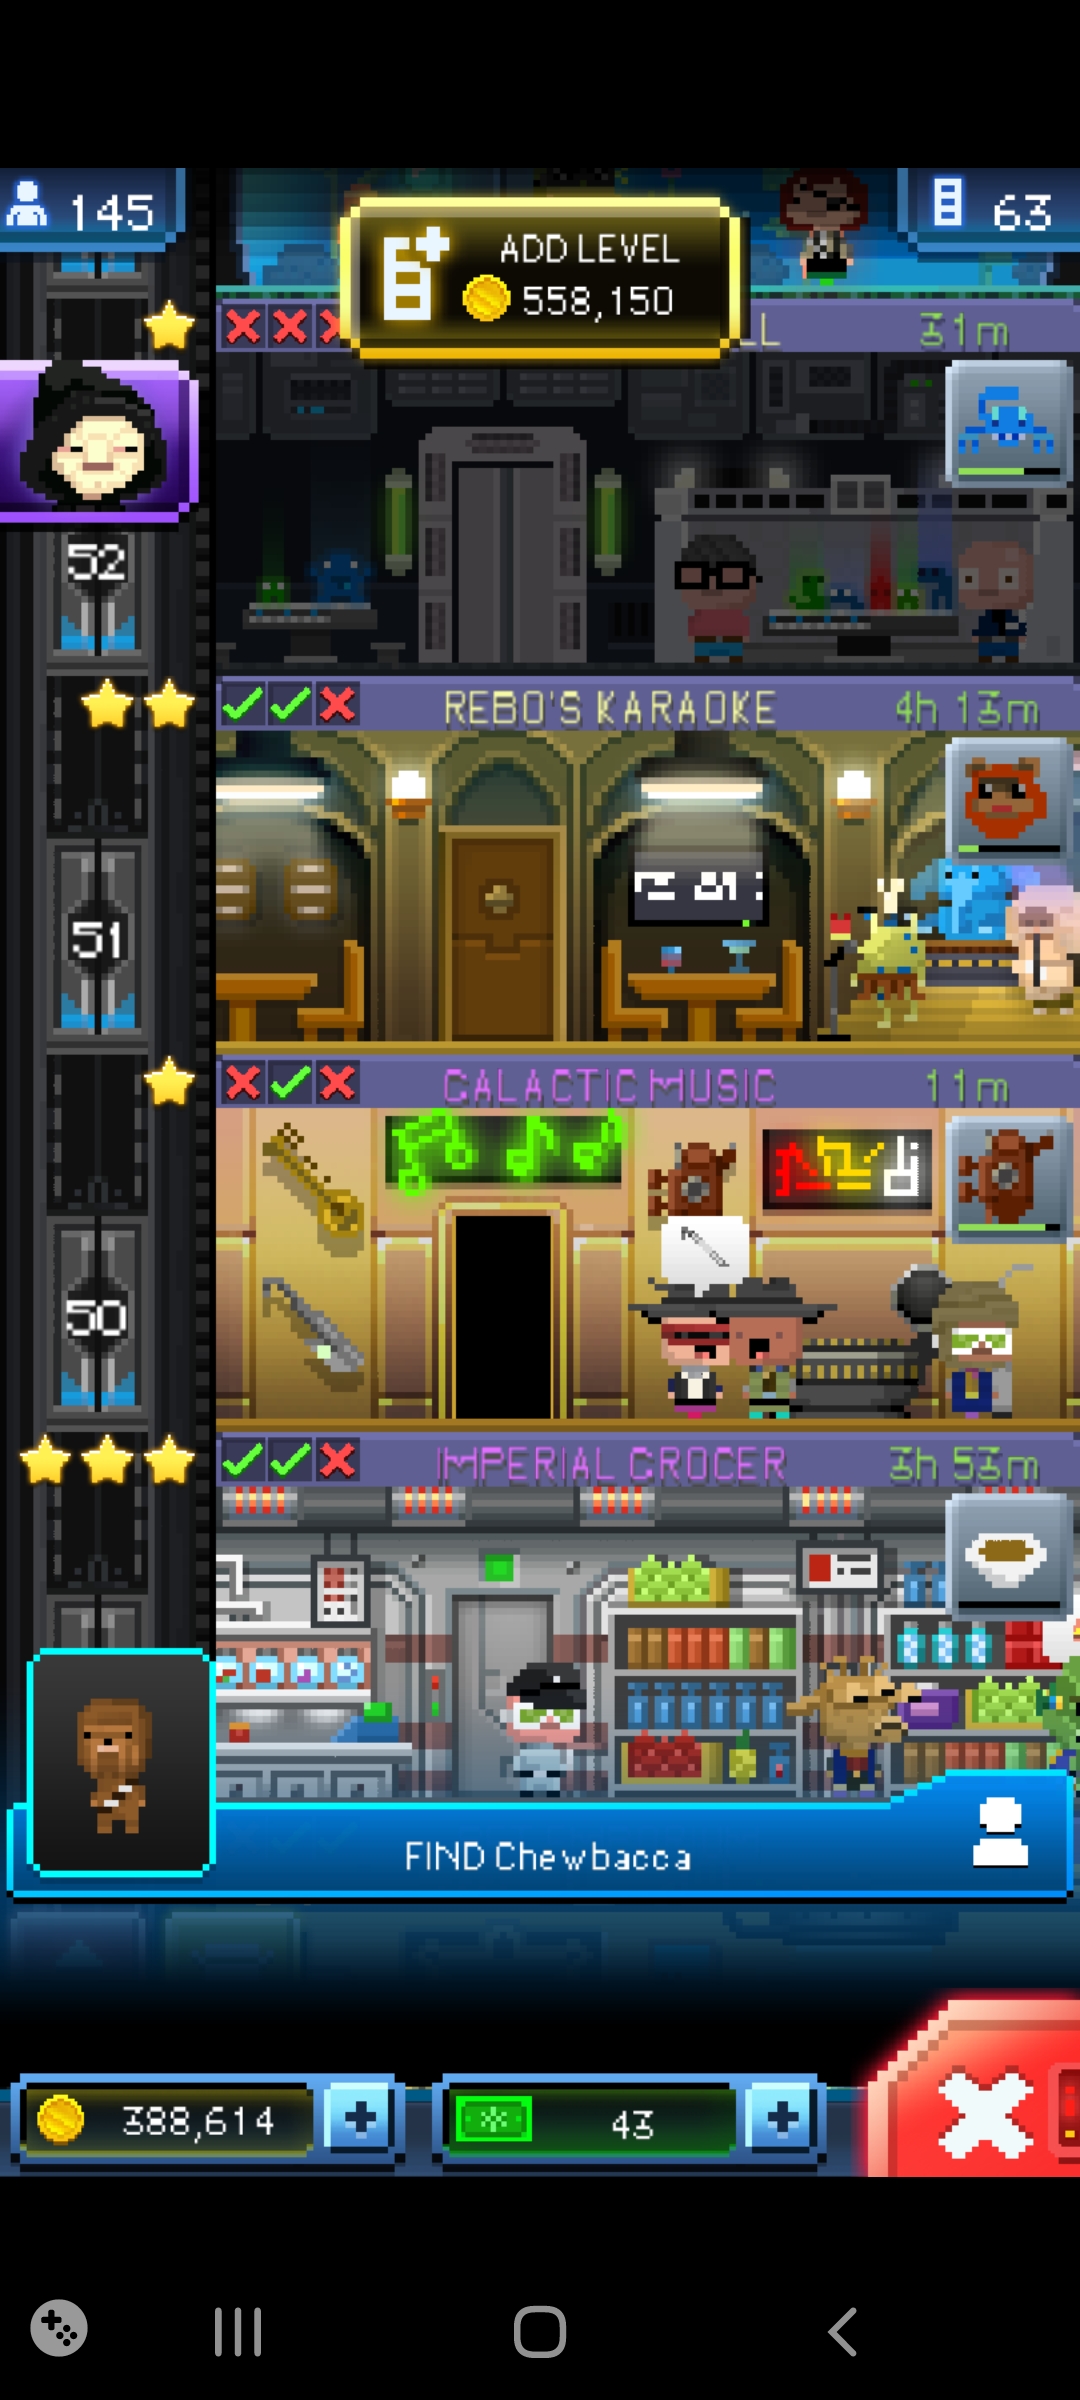 145
63
ADD LEVEL
558,150
LL
31m
52
REBO'S KARAOKE
4h 13m
51
GALACTIC MUSIC
11m
50
IMPERIAL GROCER
3h 53m
FIND Chewbacca
388,614
43